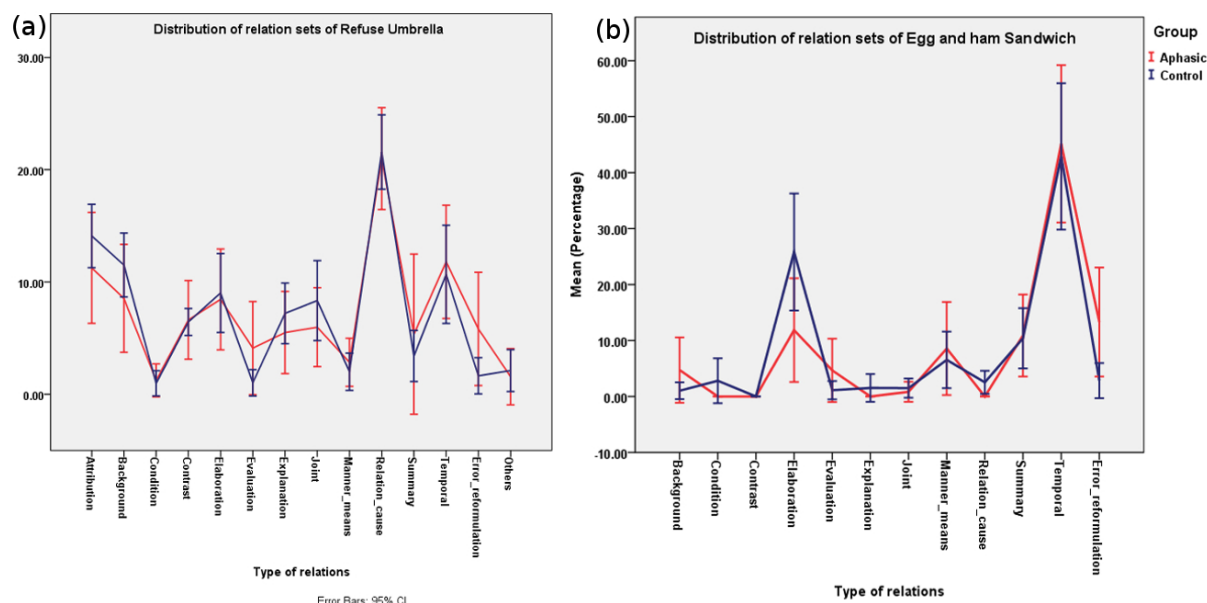 (a)
Distribution of relation sets of Refuse Umbrella
30.00
20.00
10.00
0.00
Attribution
Background
Condition
Contrast
Elaboration
Evaluation
Explanation
Joint
Manner_means
Relation_cause
Summary
Temporal
Error_reformulation
Others
Type of relations
Error Bars: 95% CI
(b)
Distribution of relation sets of Egg and ham Sandwich
Mean (Percentage)
60.00
50.00
40.00
30.00
20.00
10.00
0.00
-10.00
Background
Condition
Contrast
Elaboration
Evaluation
Explanation
Joint
Manner_means
Relation_cause
Summary
Temporal
Error_reformulation
Type of relations
Group
Aphasic
Control